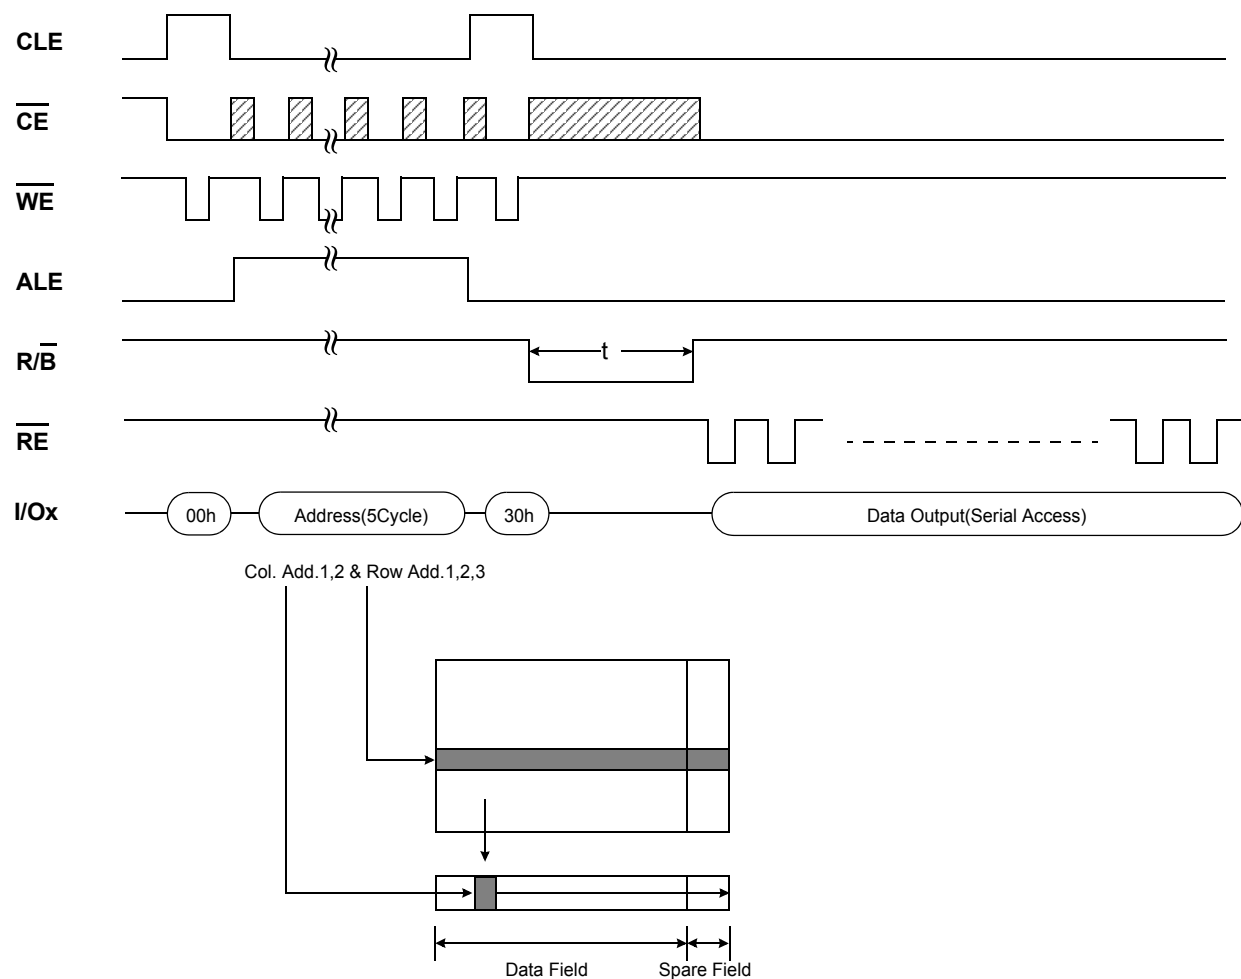 CLE
CE
WE
ALE
R/B
t
RE
I/Ox
00h
Address(5Cycle)
30h
Data Output(Serial Access)
Col. Add.1,2 & Row Add.1,2,3
Data Field
Spare Field